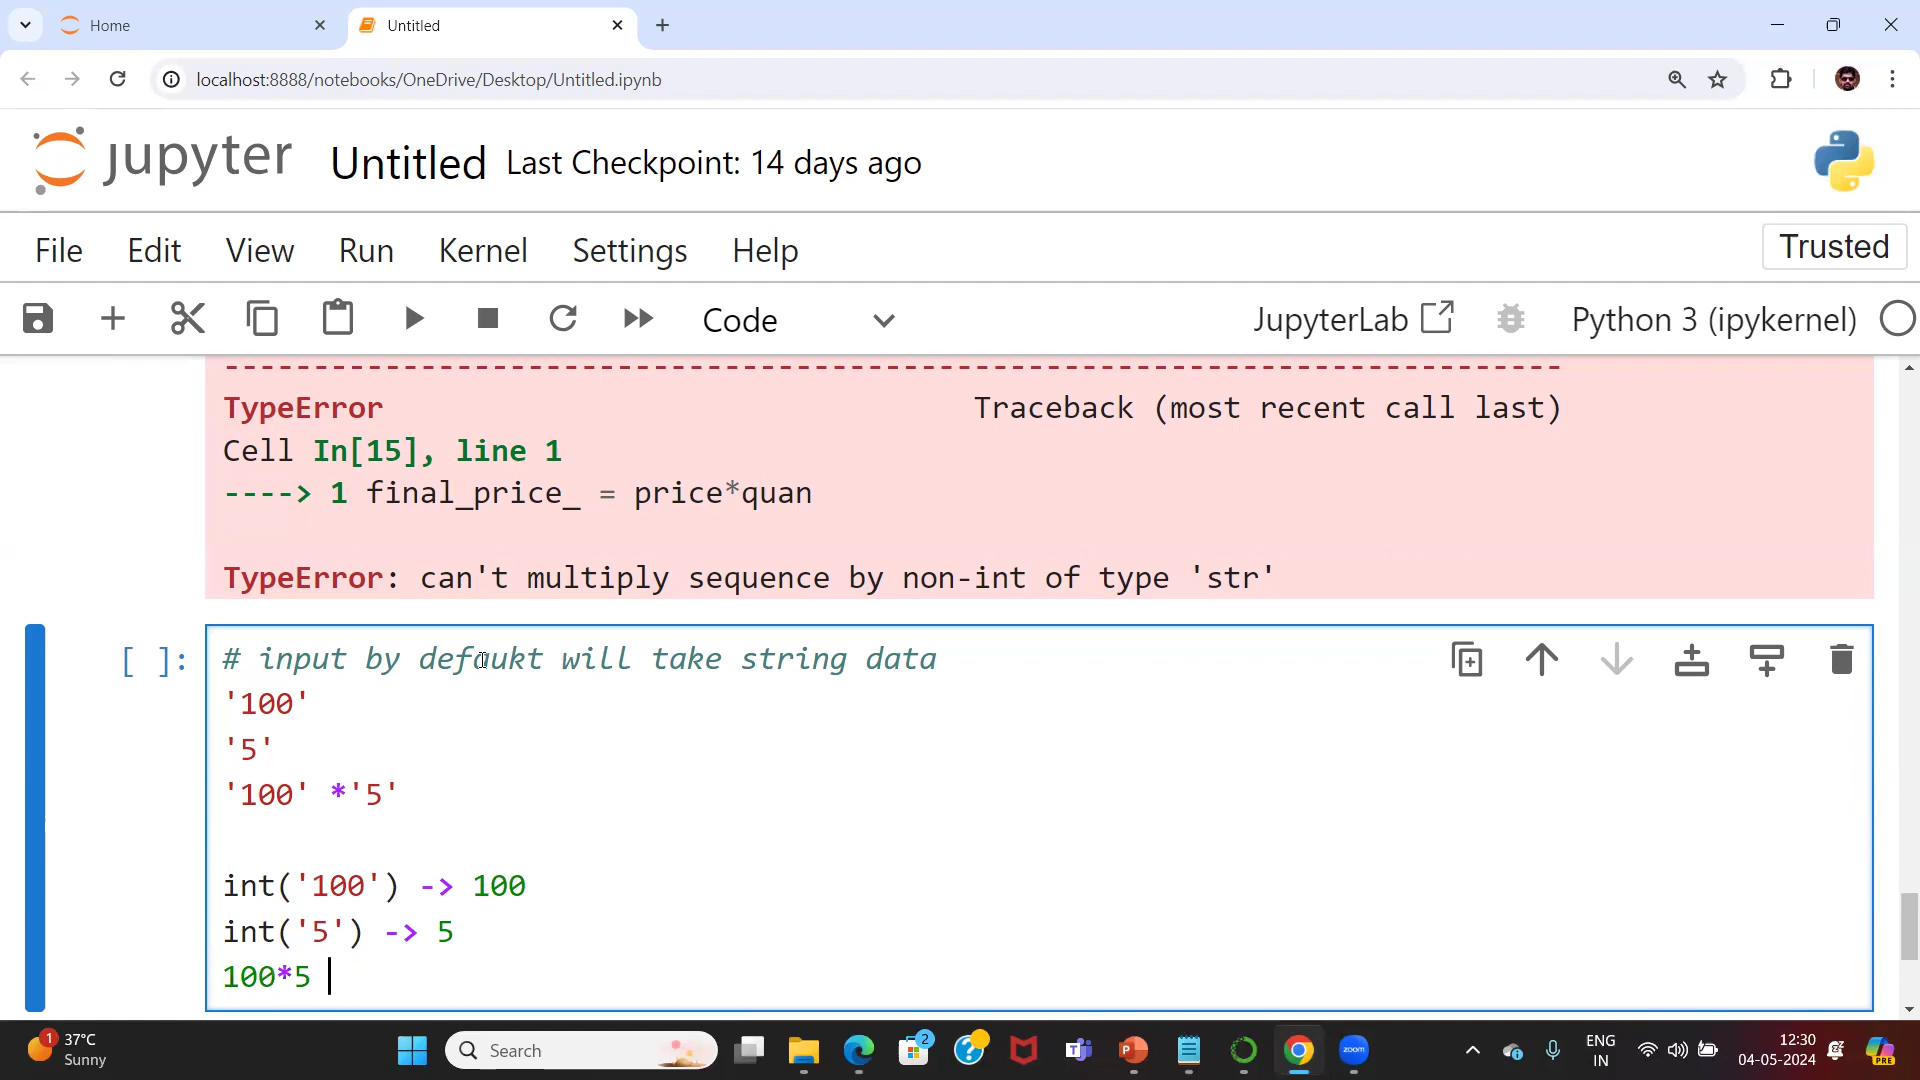 Home
Untitled
localhost:8888/notebooks/OneDrive/Desktop/Untitled.ipynb
jupyter Untitled Last Checkpoint: 14 days ago
File Edit View Run Kernel Settings Help Trusted
Code JupyterLab Python 3 (ipykernel)
TypeError Traceback (most recent call last)
Cell In[15], line 1
----> 1 final_price_ = price*quan
TypeError: can't multiply sequence by non-int of type 'str'
[ ]: # input by defaukt will take string data
'100'
'5'
'100' *'5'
int('100') -> 100
int('5') -> 5
100*5
1 37°C
Sunny
Search
2
zoom
ENG
IN
12:30
04-05-2024
PRE